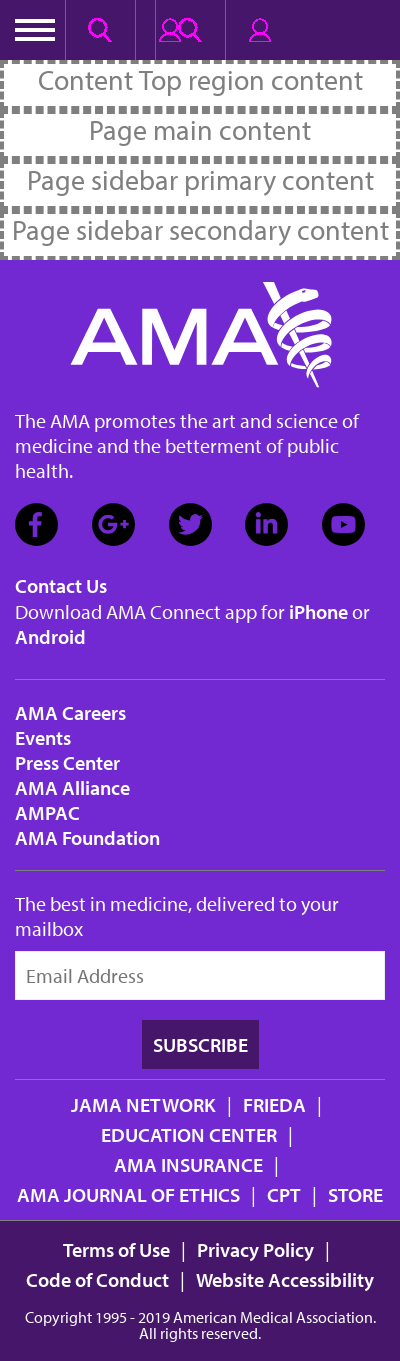 Content Top region content
Page main content
Page sidebar primary content
Page sidebar secondary content
AMA
The AMA promotes the art and science of
medicine and the betterment of public
health.
f G+ in
Contact Us
Download AMA Connect app for iPhone or
Android
AMA Careers
Events
Press Center
AMA Alliance
AMPAC
AMA Foundation
The best in medicine, delivered to your
mailbox
Email Address
SUBSCRIBE
JAMA NETWORK | FRIEDA |
EDUCATION CENTER |
AMA INSURANCE |
AMA JOURNAL OF ETHICS | CPT | STORE
Terms of Use | Privacy Policy |
Code of Conduct | Website Accessibility
Copyright 1995 - 2019 American Medical Association.
All rights reserved.